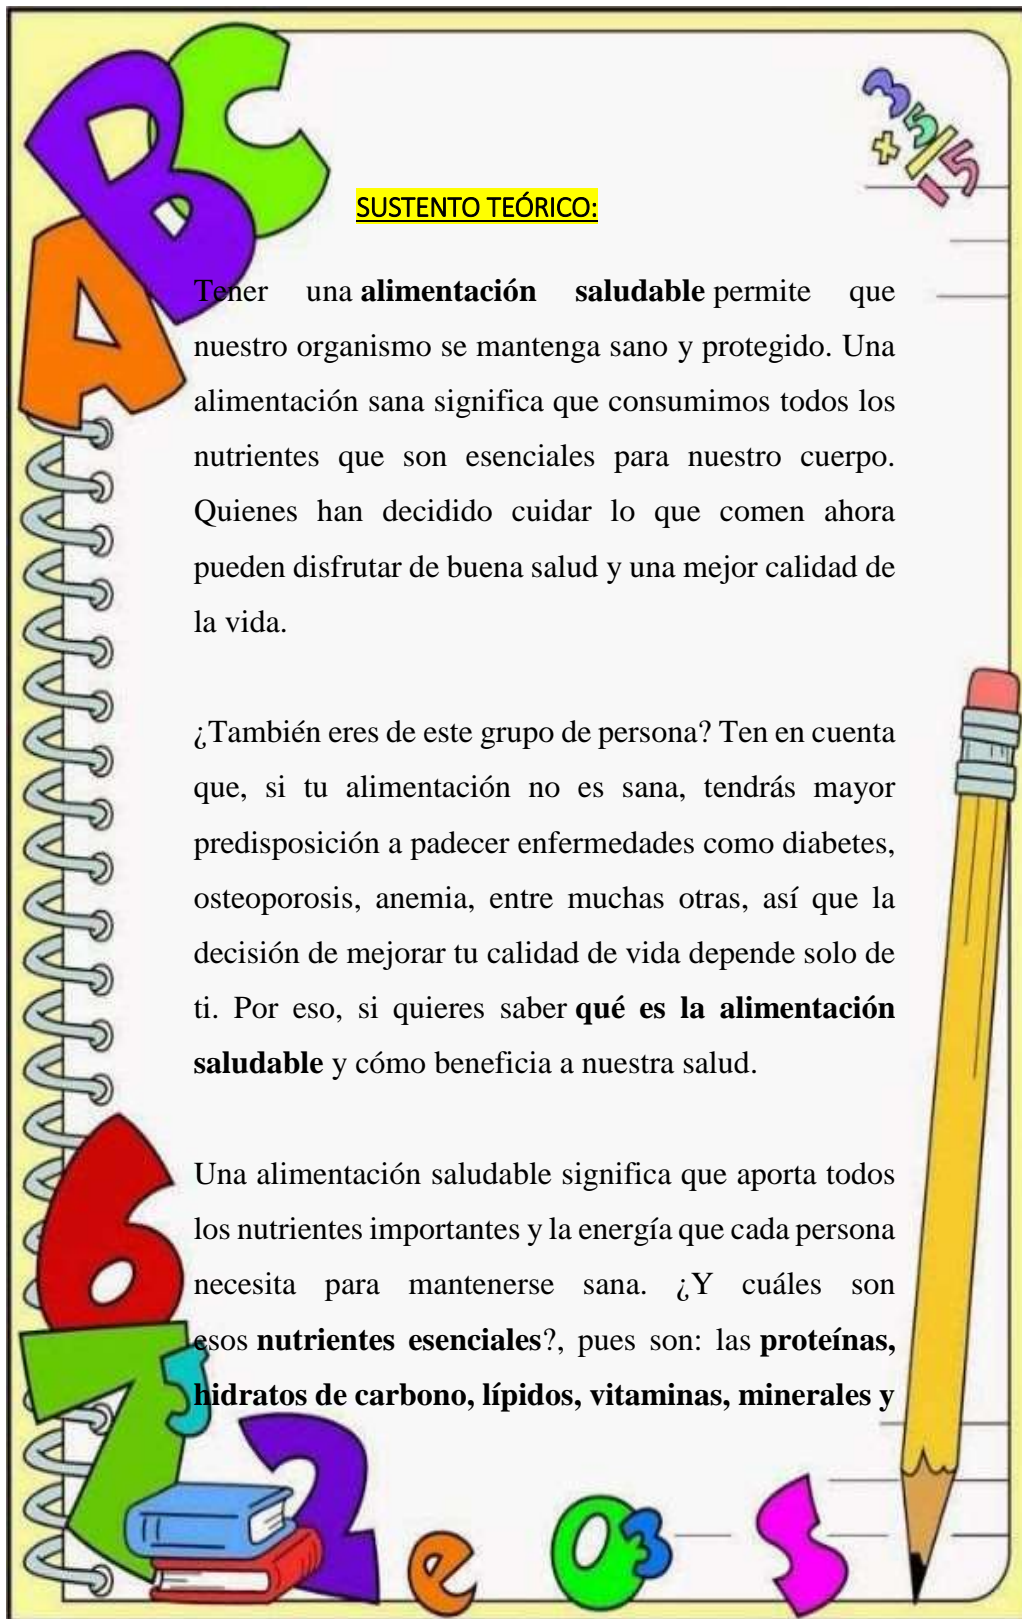 A B C
3 5/5
+ -
SUSTENTO TEÓRICO:
Tener una alimentación saludable permite que
nuestro organismo se mantenga sano y protegido. Una
alimentación sana significa que consumimos todos los
nutrientes que son esenciales para nuestro cuerpo.
Quienes han decidido cuidar lo que comen ahora
pueden disfrutar de buena salud y una mejor calidad de
la vida.
¿También eres de este grupo de persona? Ten en cuenta
que, si tu alimentación no es sana, tendrás mayor
predisposición a padecer enfermedades como diabetes,
osteoporosis, anemia, entre muchas otras, así que la
decisión de mejorar tu calidad de vida depende solo de
ti. Por eso, si quieres saber qué es la alimentación
saludable y cómo beneficia a nuestra salud.
Una alimentación saludable significa que aporta todos
los nutrientes importantes y la energía que cada persona
necesita para mantenerse sana. ¿Y cuáles son
esos nutrientes esenciales?, pues son: las proteínas,
hidratos de carbono, lípidos, vitaminas, minerales y
6
7 2 e o 3 s